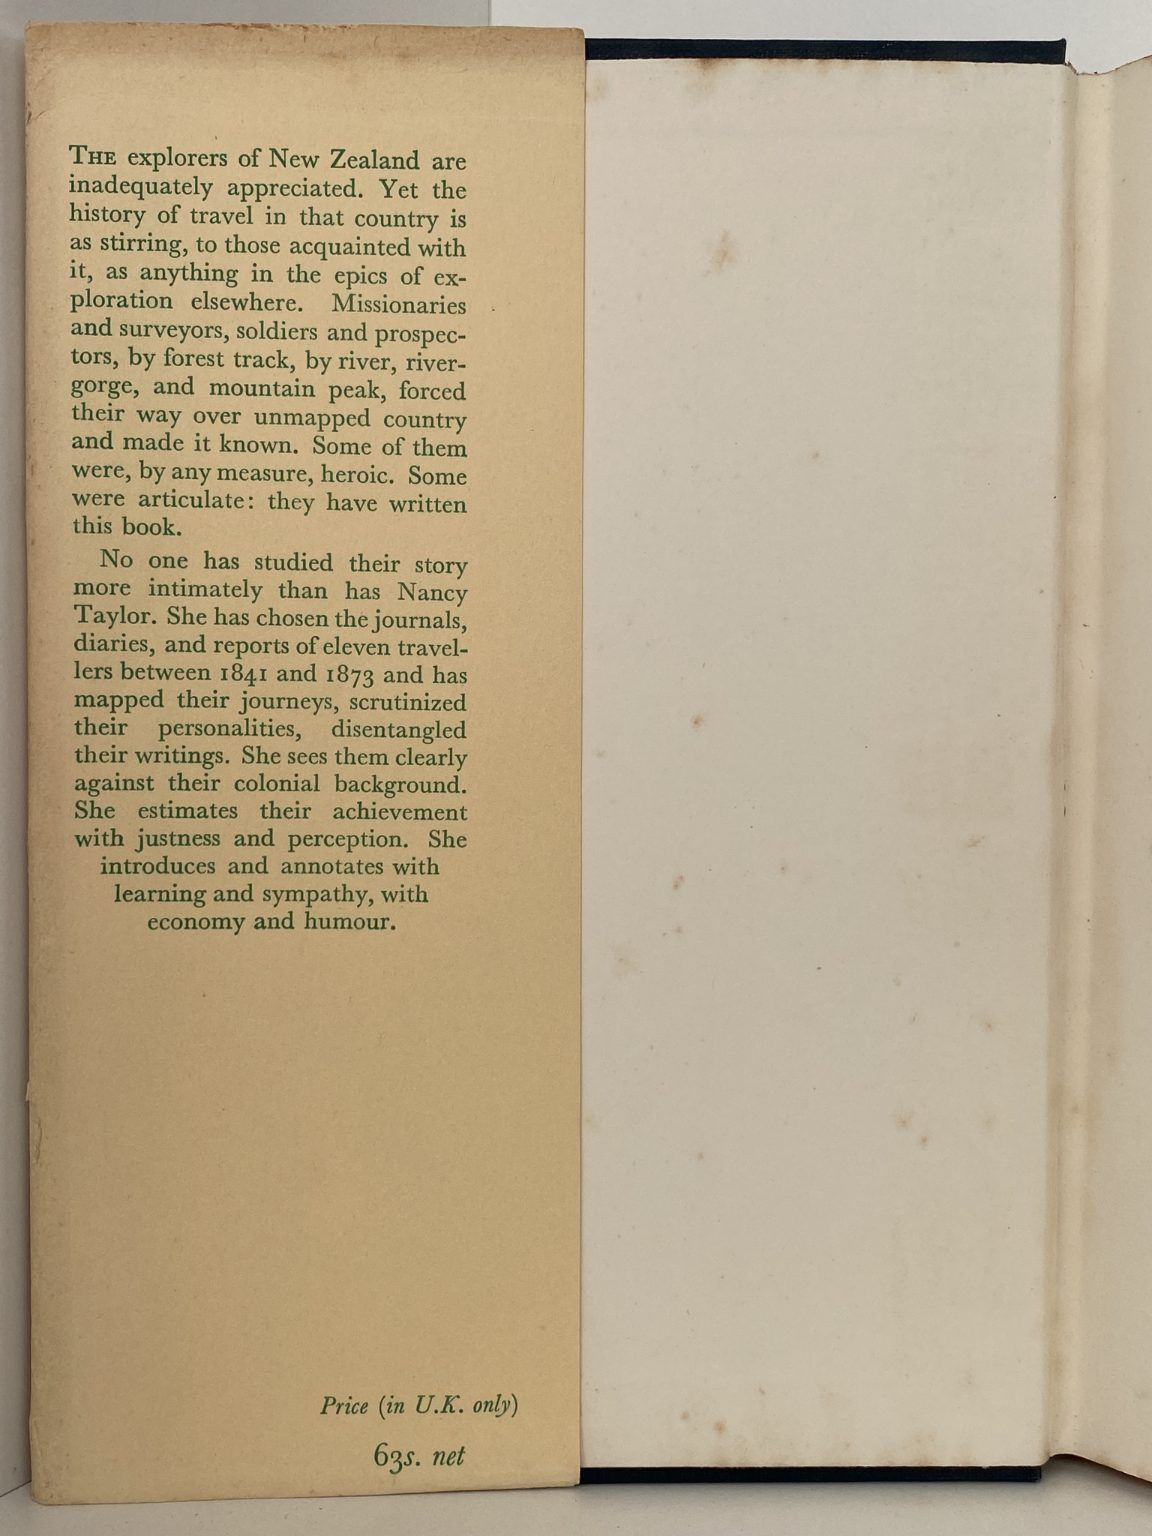 THE explorers of New Zealand are
inadequately appreciated. Yet the
history of travel in that country is
as stirring, to those acquainted with
it, as anything in the epics of ex-
ploration elsewhere. Missionaries
and surveyors, soldiers and prospec-
tors, by forest track, by river, river-
gorge, and mountain peak, forced
their way over unmapped country
and made it known. Some of them
were, by any measure, heroic. Some
were articulate: they have written
this book.
No one has studied their story
more intimately than has Nancy
Taylor. She has chosen the journals,
diaries, and reports of eleven travel-
lers between 1841 and 1873 and has
mapped their journeys, scrutinized
their personalities, disentangled
their writings. She sees them clearly
against their colonial background.
She estimates their achievement
with justness and perception. She
introduces and annotates with
learning and sympathy, with
economy and humour.
Price (in U.K. only)
63s. net